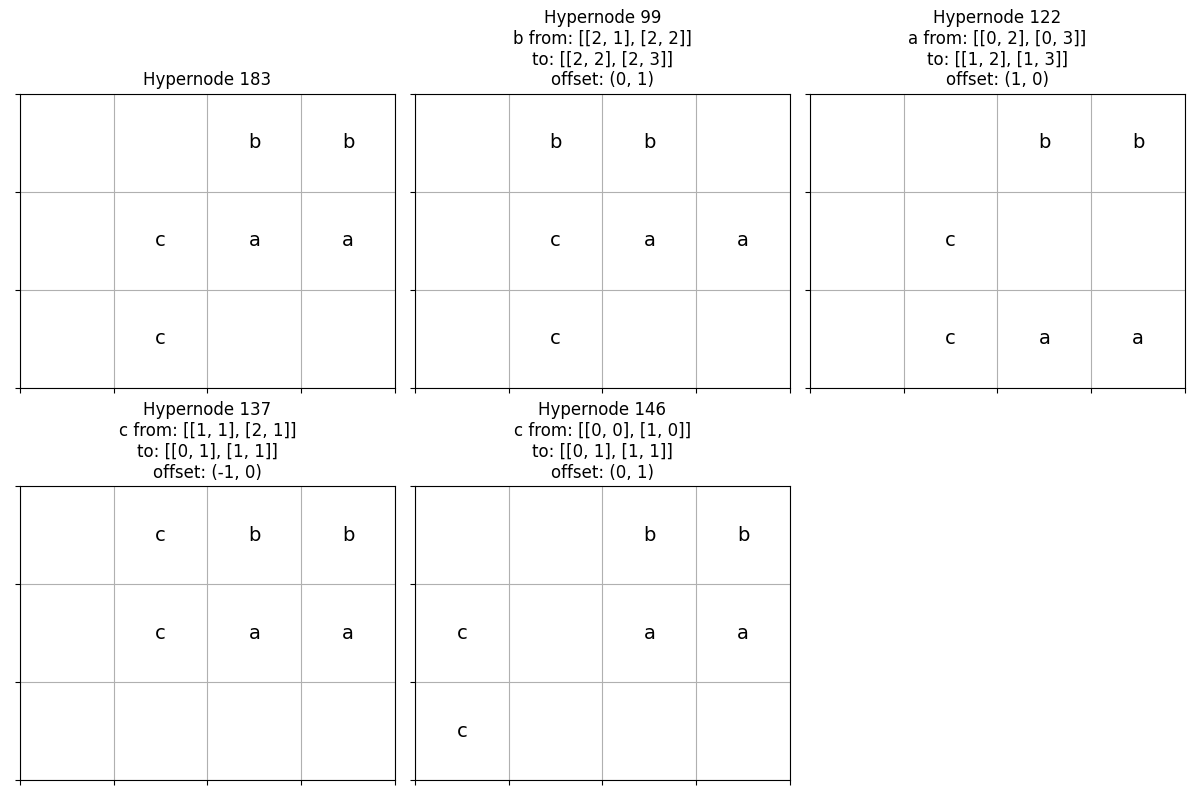 Hypernode 183
b b
c a a
c
Hypernode 99
b from: [[2, 1], [2, 2]]
to: [[2, 2], [2, 3]]
offset: (0, 1)
b b
c a a
c
Hypernode 122
a from: [[0, 2], [0, 3]]
to: [[1, 2], [1, 3]]
offset: (1, 0)
b b
c
c a a
Hypernode 137
c from: [[1, 1], [2, 1]]
to: [[0, 1], [1, 1]]
offset: (-1, 0)
c b b
c a a
Hypernode 146
c from: [[0, 0], [1, 0]]
to: [[0, 1], [1, 1]]
offset: (0, 1)
b b
c a a
c